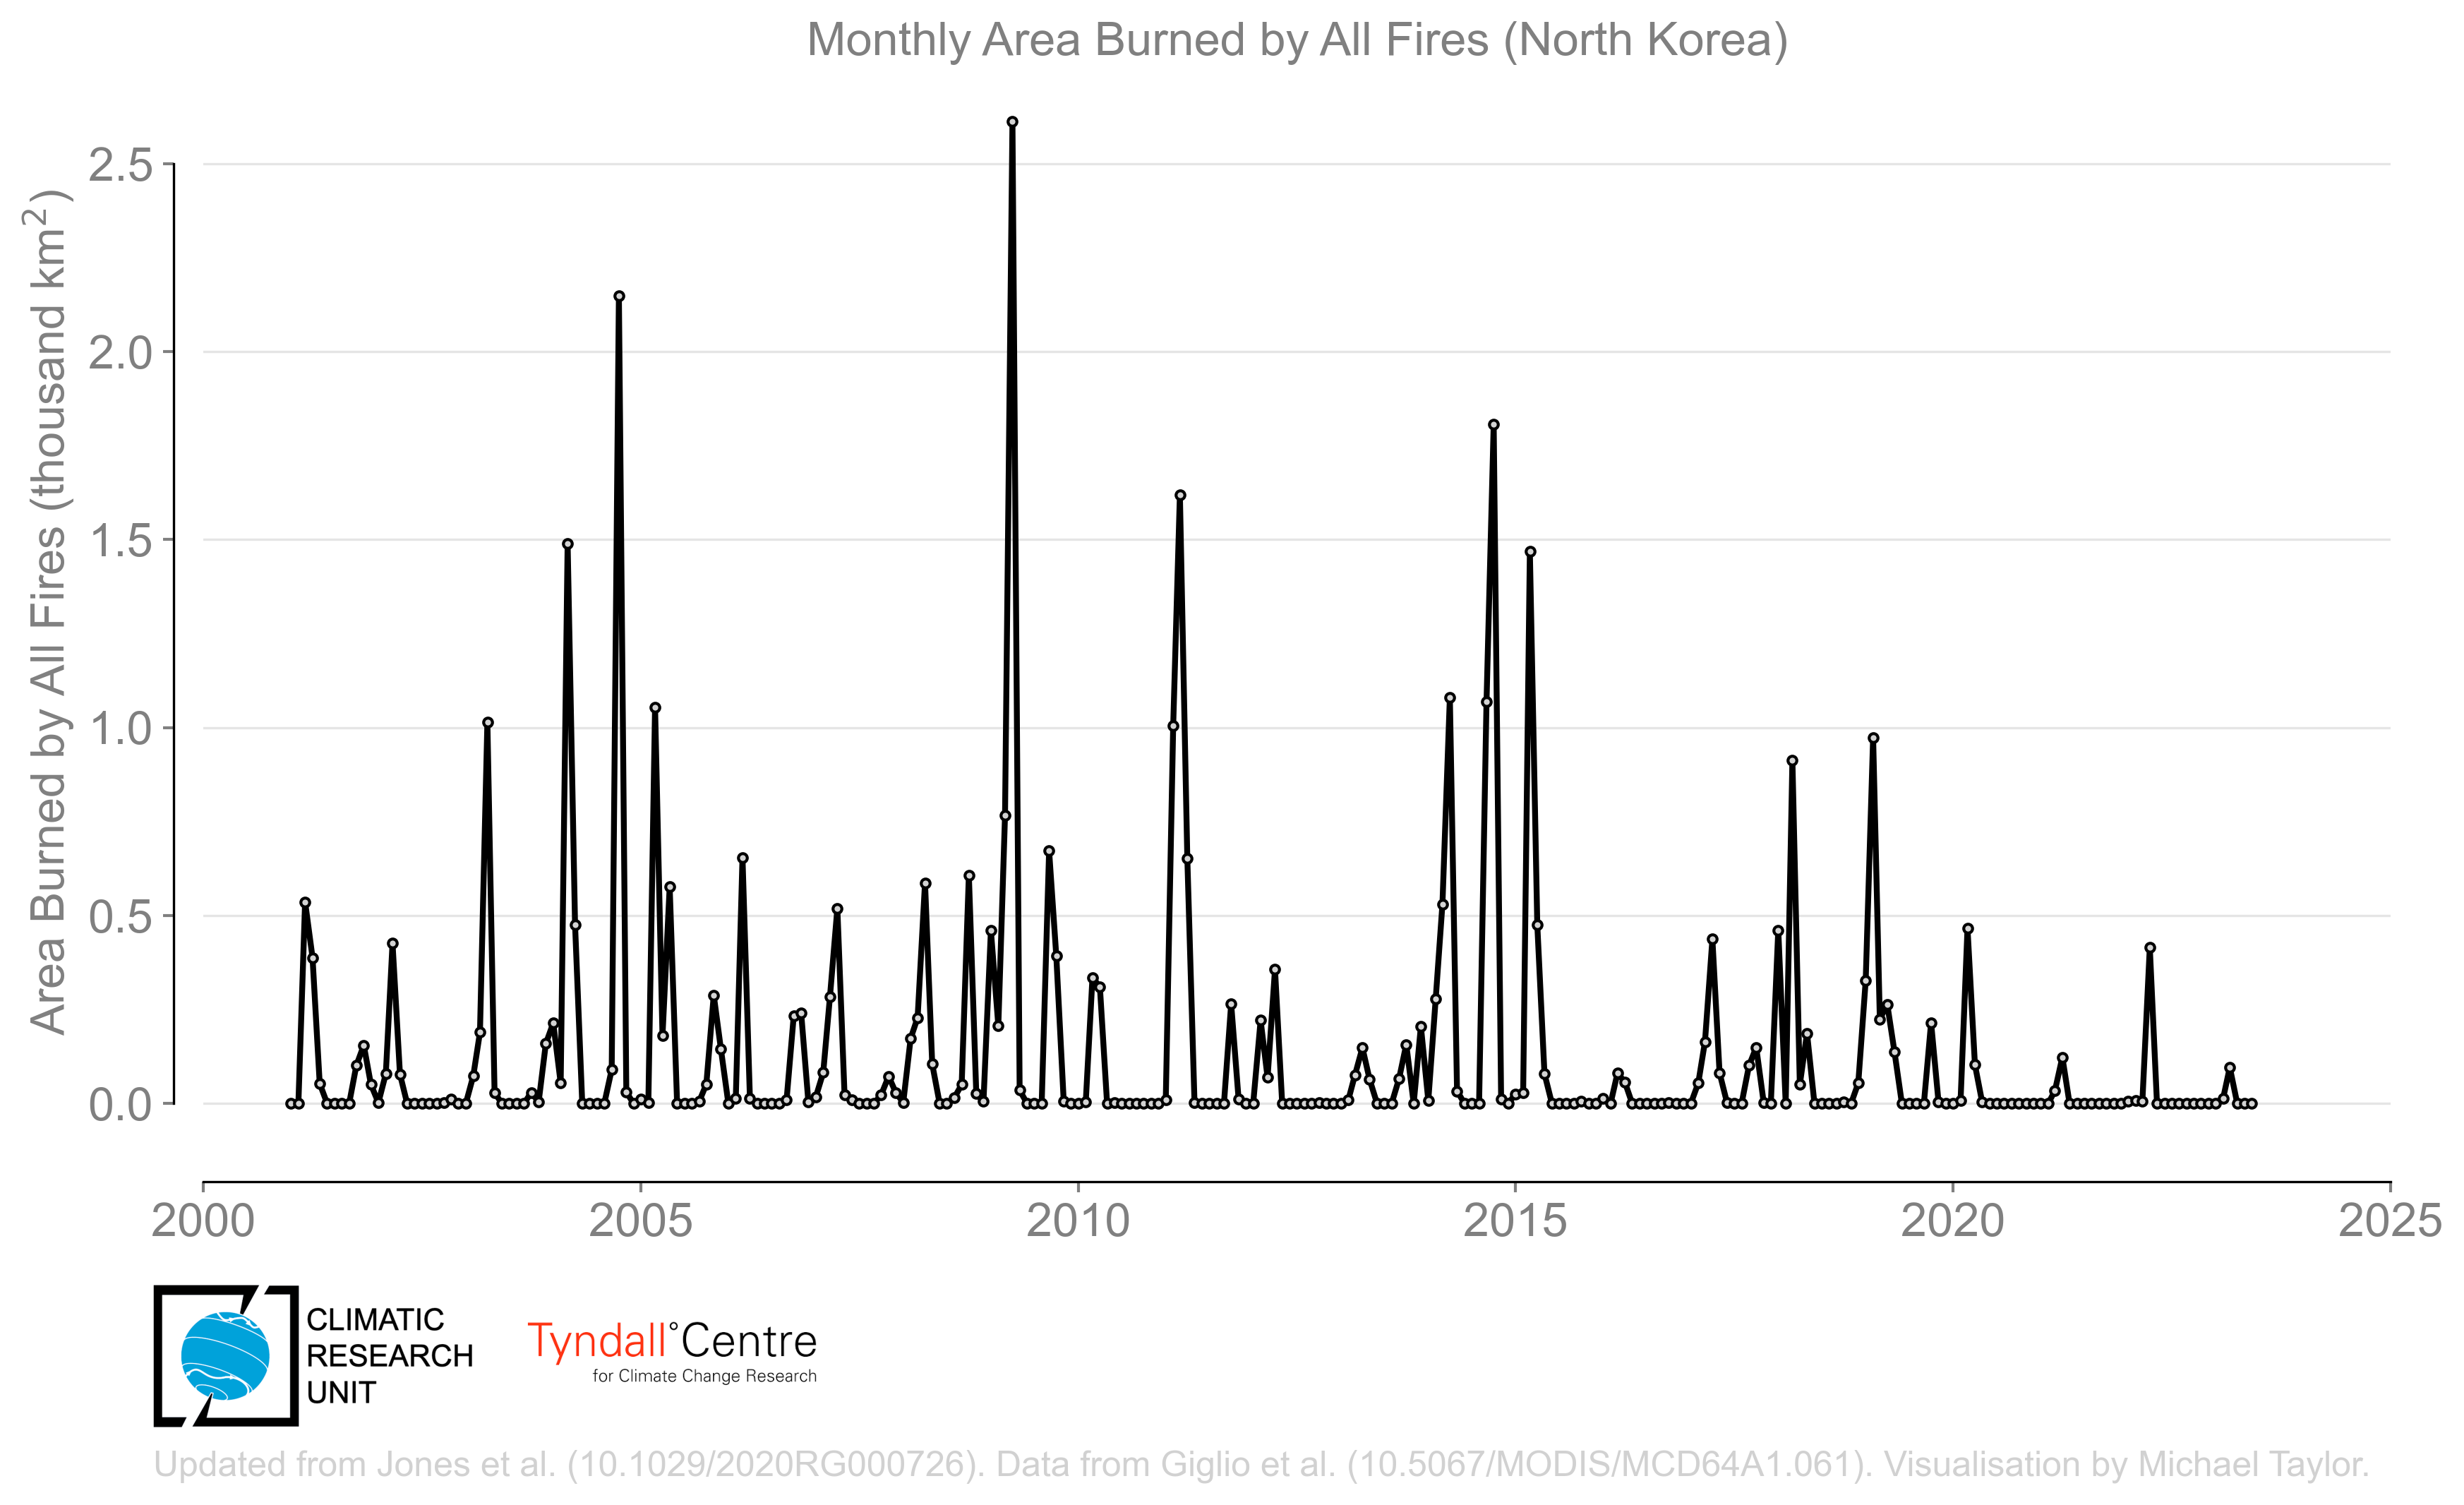 Monthly Area Burned by All Fires (North Korea)
Area Burned by All Fires (thousand km²)
2.5
2.0
1.5
1.0
0.5
0.0
2000 2005 2010 2015 2020 2025
CLIMATIC
RESEARCH
UNIT
Tyndall°Centre
for Climate Change Research
Updated from Jones et al. (10.1029/2020RG000726). Data from Giglio et al. (10.5067/MODIS/MCD64A1.061). Visualisation by Michael Taylor.